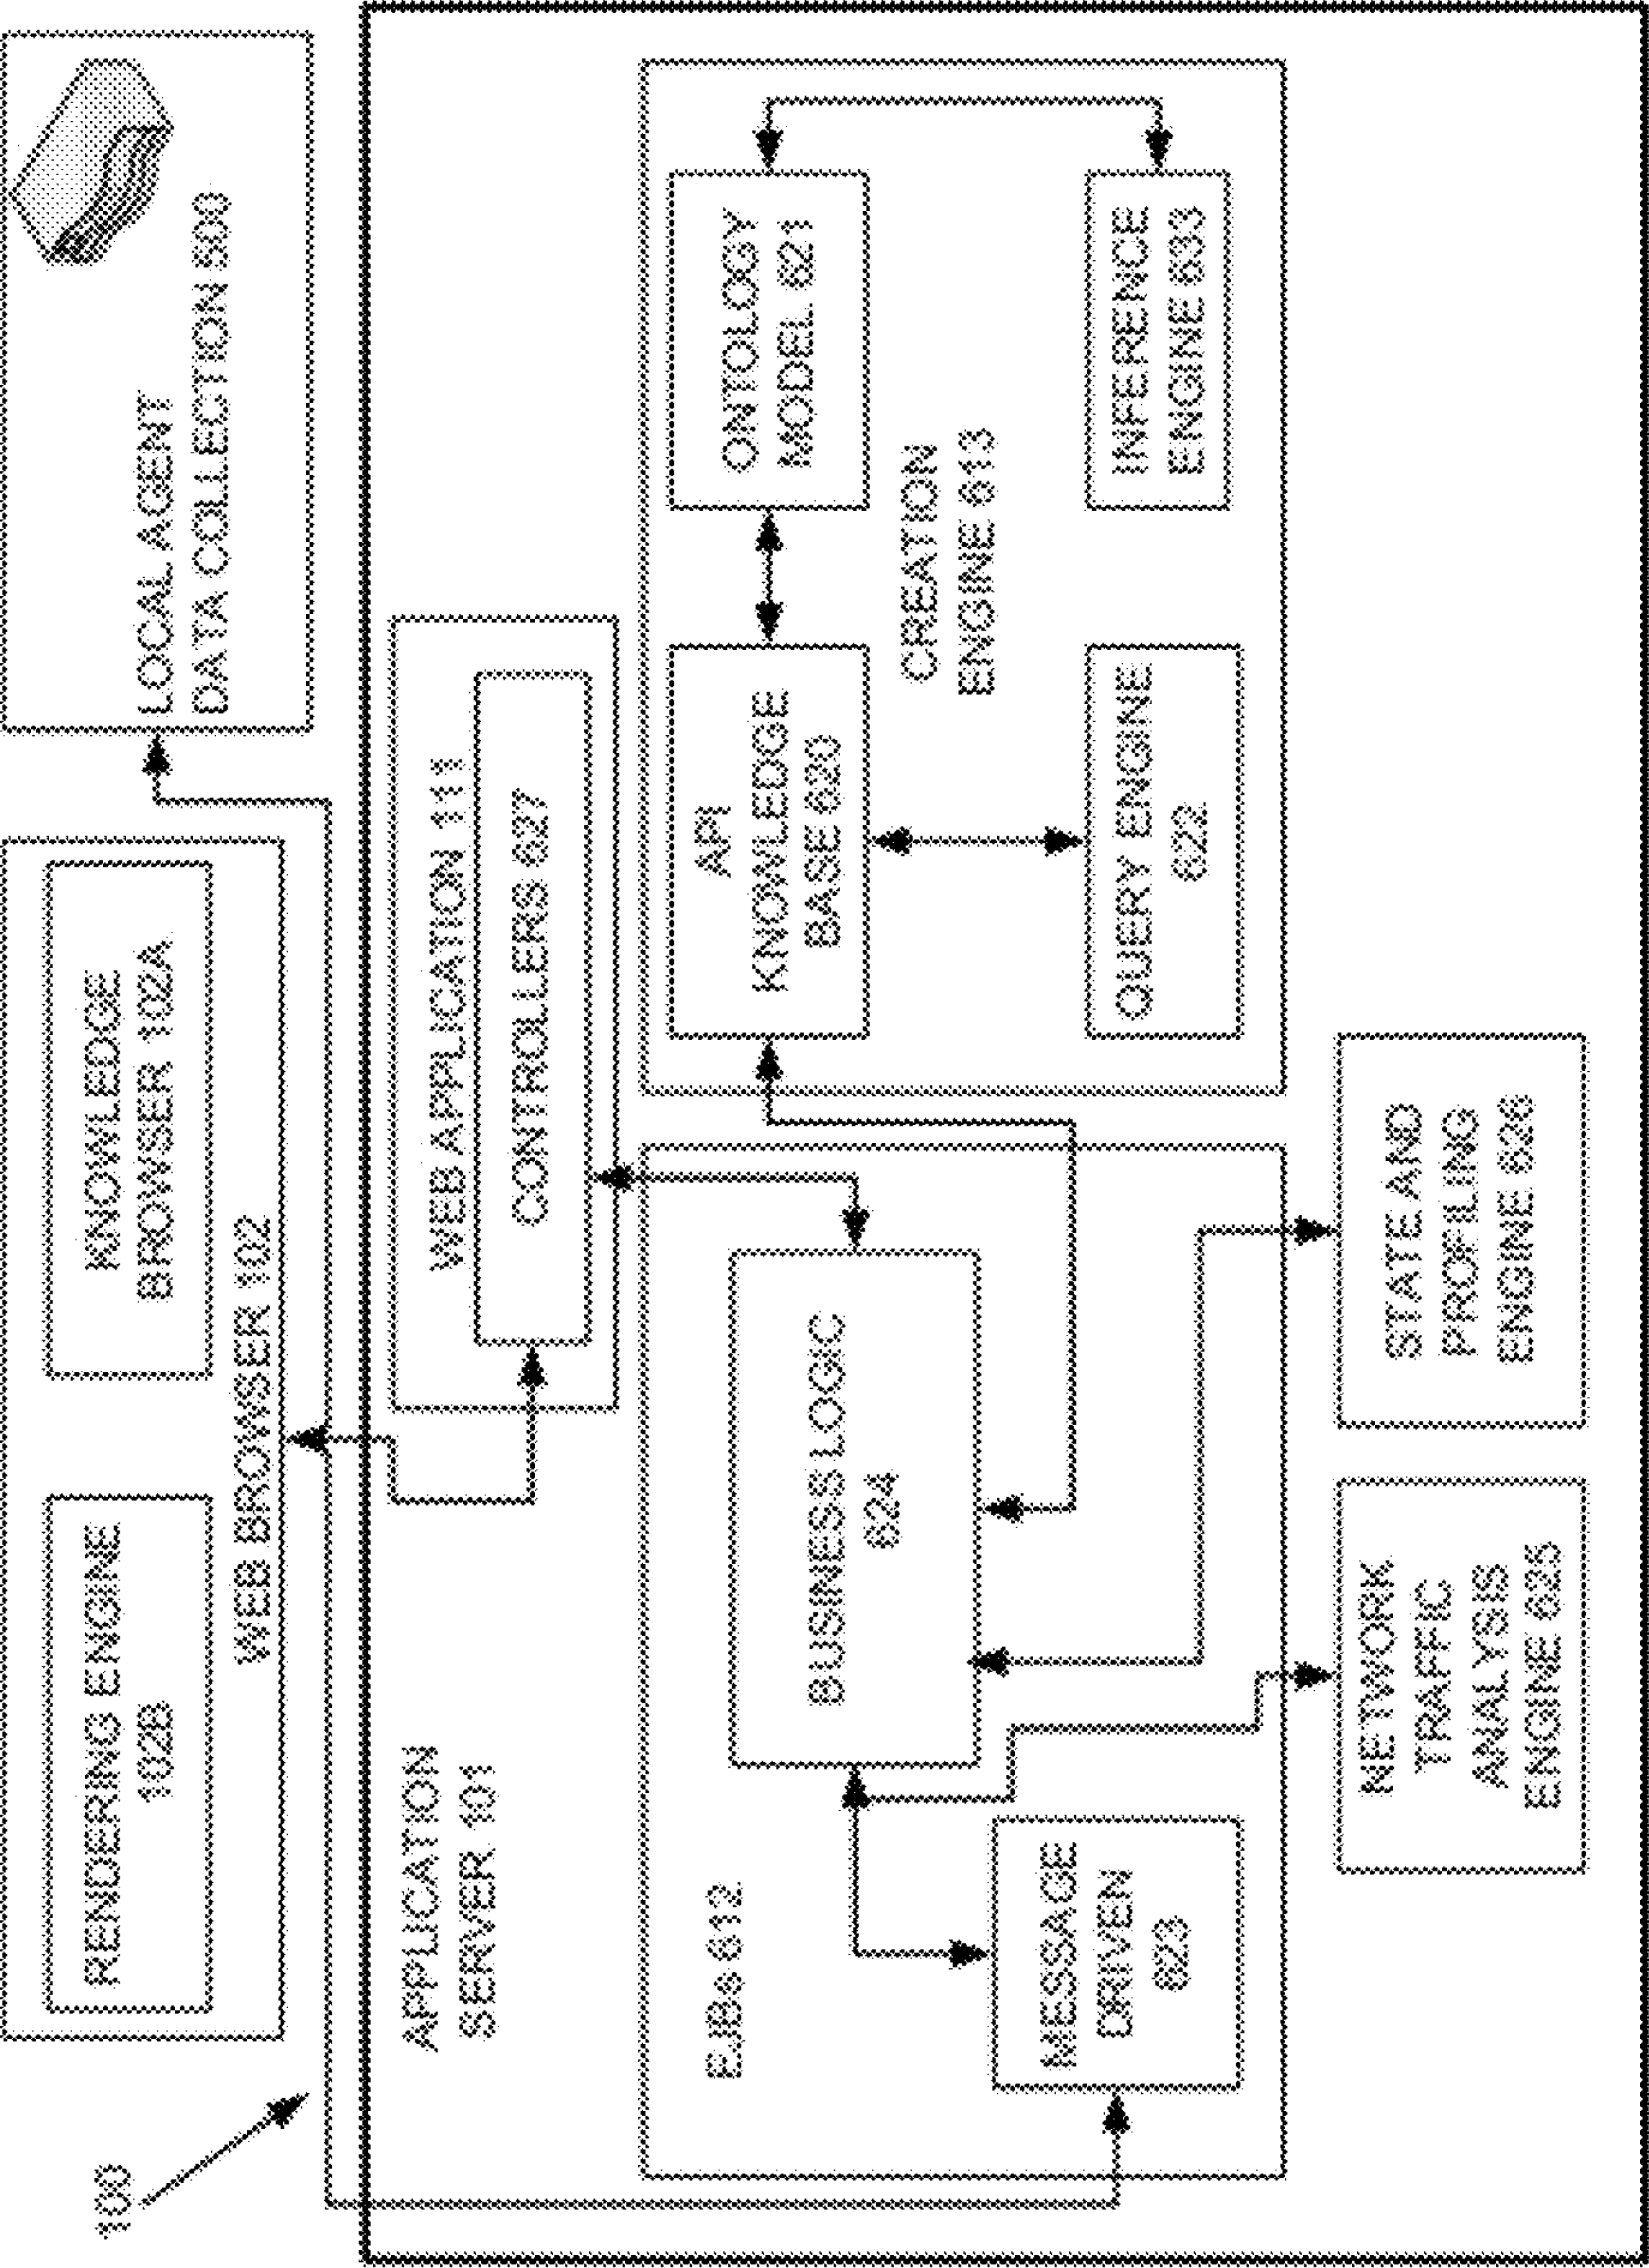 100
RENDERING ENGINE
102B
KNOWLEDGE
BROWSER 102A
WEB BROWSER 102
LOCAL AGENT
DATA COLLECTION 500
APPLICATION
SERVER 101
WEB APPLICATION 111
CONTROLLERS 627
EJBs 612
BUSINESS LOGIC
624
MESSAGE
DRIVEN
623
API
KNOWLEDGE
BASE 620
ONTOLOGY
MODEL 621
CREATION
ENGINE 613
QUERY ENGINE
622
INFERENCE
ENGINE 633
NETWORK
TRAFFIC
ANALYSIS
ENGINE 625
STATE AND
PROFILING
ENGINE 626